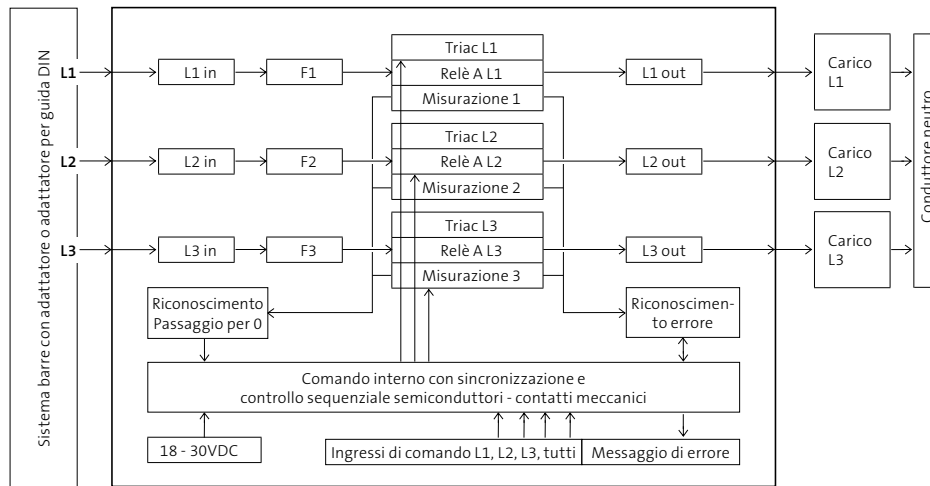 Sistema barre con adattatore o adattatore per guida DIN
L1
L1 in
F1
Triac L1
Relè A L1
Misurazione 1
L1 out
Carico
L1
L2
L2 in
F2
Triac L2
Relè A L2
Misurazione 2
L2 out
Carico
L2
L3
L3 in
F3
Triac L3
Relè A L3
Misurazione 3
L3 out
Carico
L3
Conduttore neutro
Riconoscimento
Passaggio per 0
Riconoscimen-
to errore
Comando interno con sincronizzazione e
controllo sequenziale semiconduttori - contatti meccanici
18 - 30VDC
Ingressi di comando L1, L2, L3, tutti
Messaggio di errore